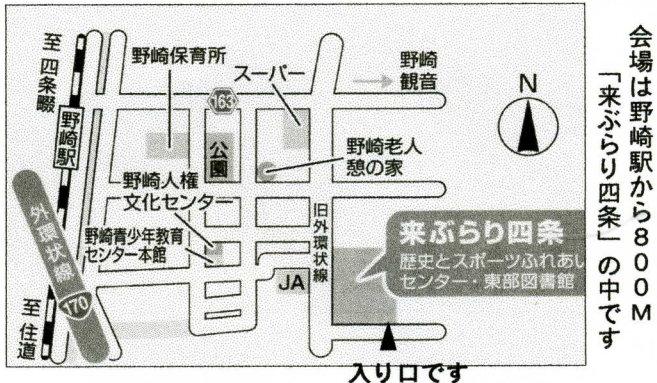 会場は野崎駅から800M
「来ぶらり四条」の中です
至 四条畷
野崎駅
外環状線
170
至 住道
野崎保育所
スーパー
野崎
観音
163
公園
野崎老人
憩の家
野崎人権
文化センター
野崎青少年教育
センター本館
旧外環状線
JA
N
来ぶらり四条
歴史とスポーツふれあい
センター・東部図書館
入り口です